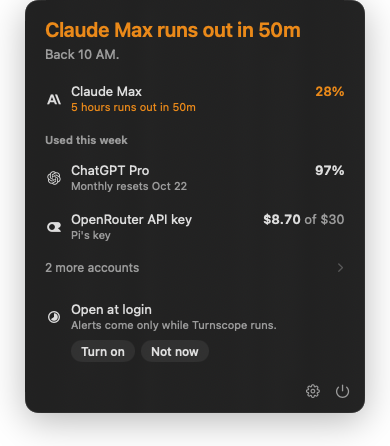 Claude Max runs out in 50m
Back 10 AM.
Claude Max 28%
5 hours runs out in 50m
Used this week
ChatGPT Pro 97%
Monthly resets Oct 22
OpenRouter API key $8.70 of $30
Pi's key
2 more accounts
Open at login
Alerts come only while Turnscope runs.
Turn on Not now